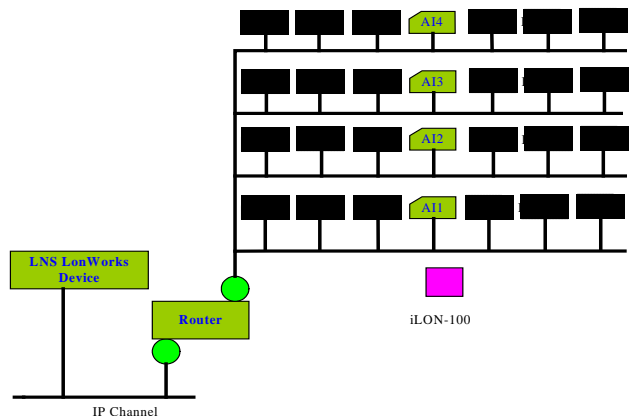 AI4
AI3
AI2
AI1
LNS LonWorks
Device
Router
iLON-100
IP Channel